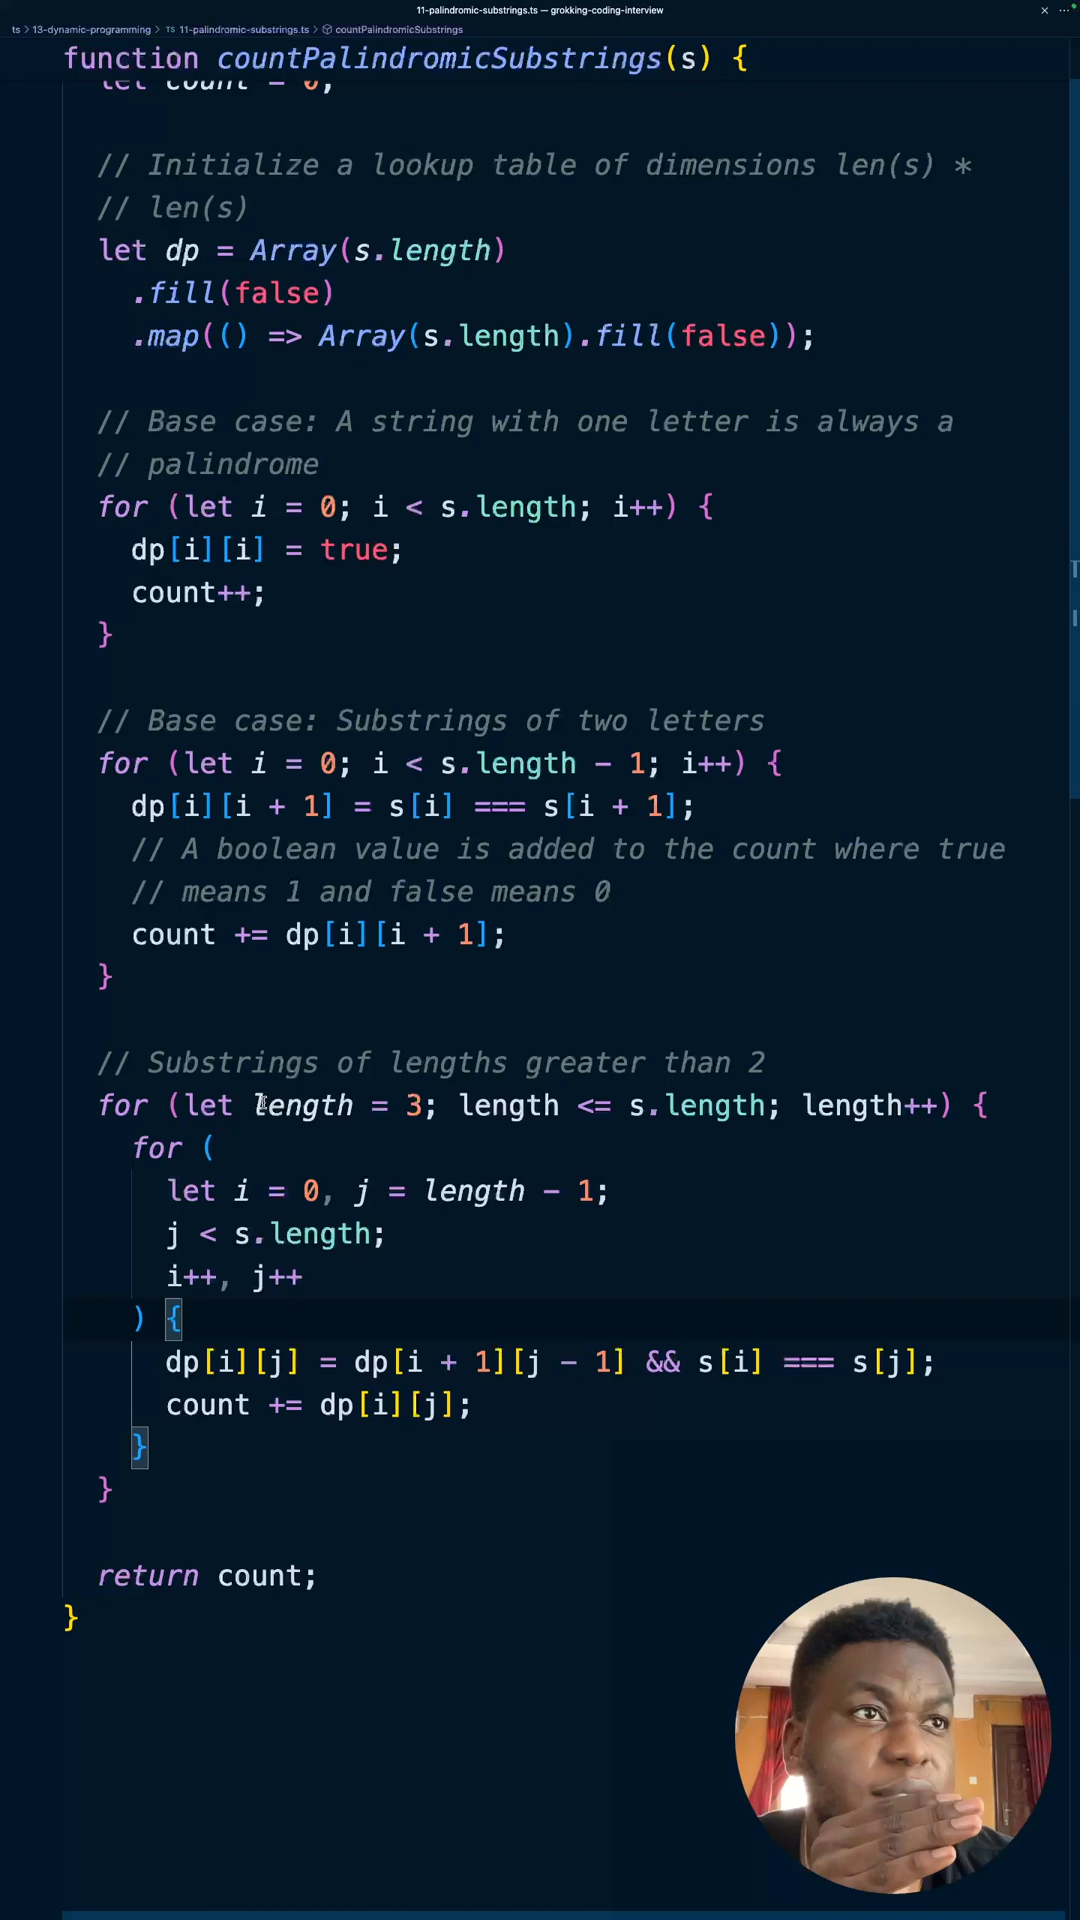 11-palindromic-substrings.ts — grokking-coding-interview
ts > 13-dynamic-programming > TS 11-palindromic-substrings.ts > countPalindromicSubstrings
function countPalindromicSubstrings(s) {
let count = 0;
// Initialize a lookup table of dimensions len(s) *
// len(s)
let dp = Array(s.length)
.fill(false)
.map(() => Array(s.length).fill(false));
// Base case: A string with one letter is always a
// palindrome
for (let i = 0; i < s.length; i++) {
dp[i][i] = true;
count++;
}
// Base case: Substrings of two letters
for (let i = 0; i < s.length - 1; i++) {
dp[i][i + 1] = s[i] === s[i + 1];
// A boolean value is added to the count where true
// means 1 and false means 0
count += dp[i][i + 1];
}
// Substrings of lengths greater than 2
for (let length = 3; length <= s.length; length++) {
for (
let i = 0, j = length - 1;
j < s.length;
i++, j++
) {
dp[i][j] = dp[i + 1][j - 1] && s[i] === s[j];
count += dp[i][j];
}
}
return count;
}